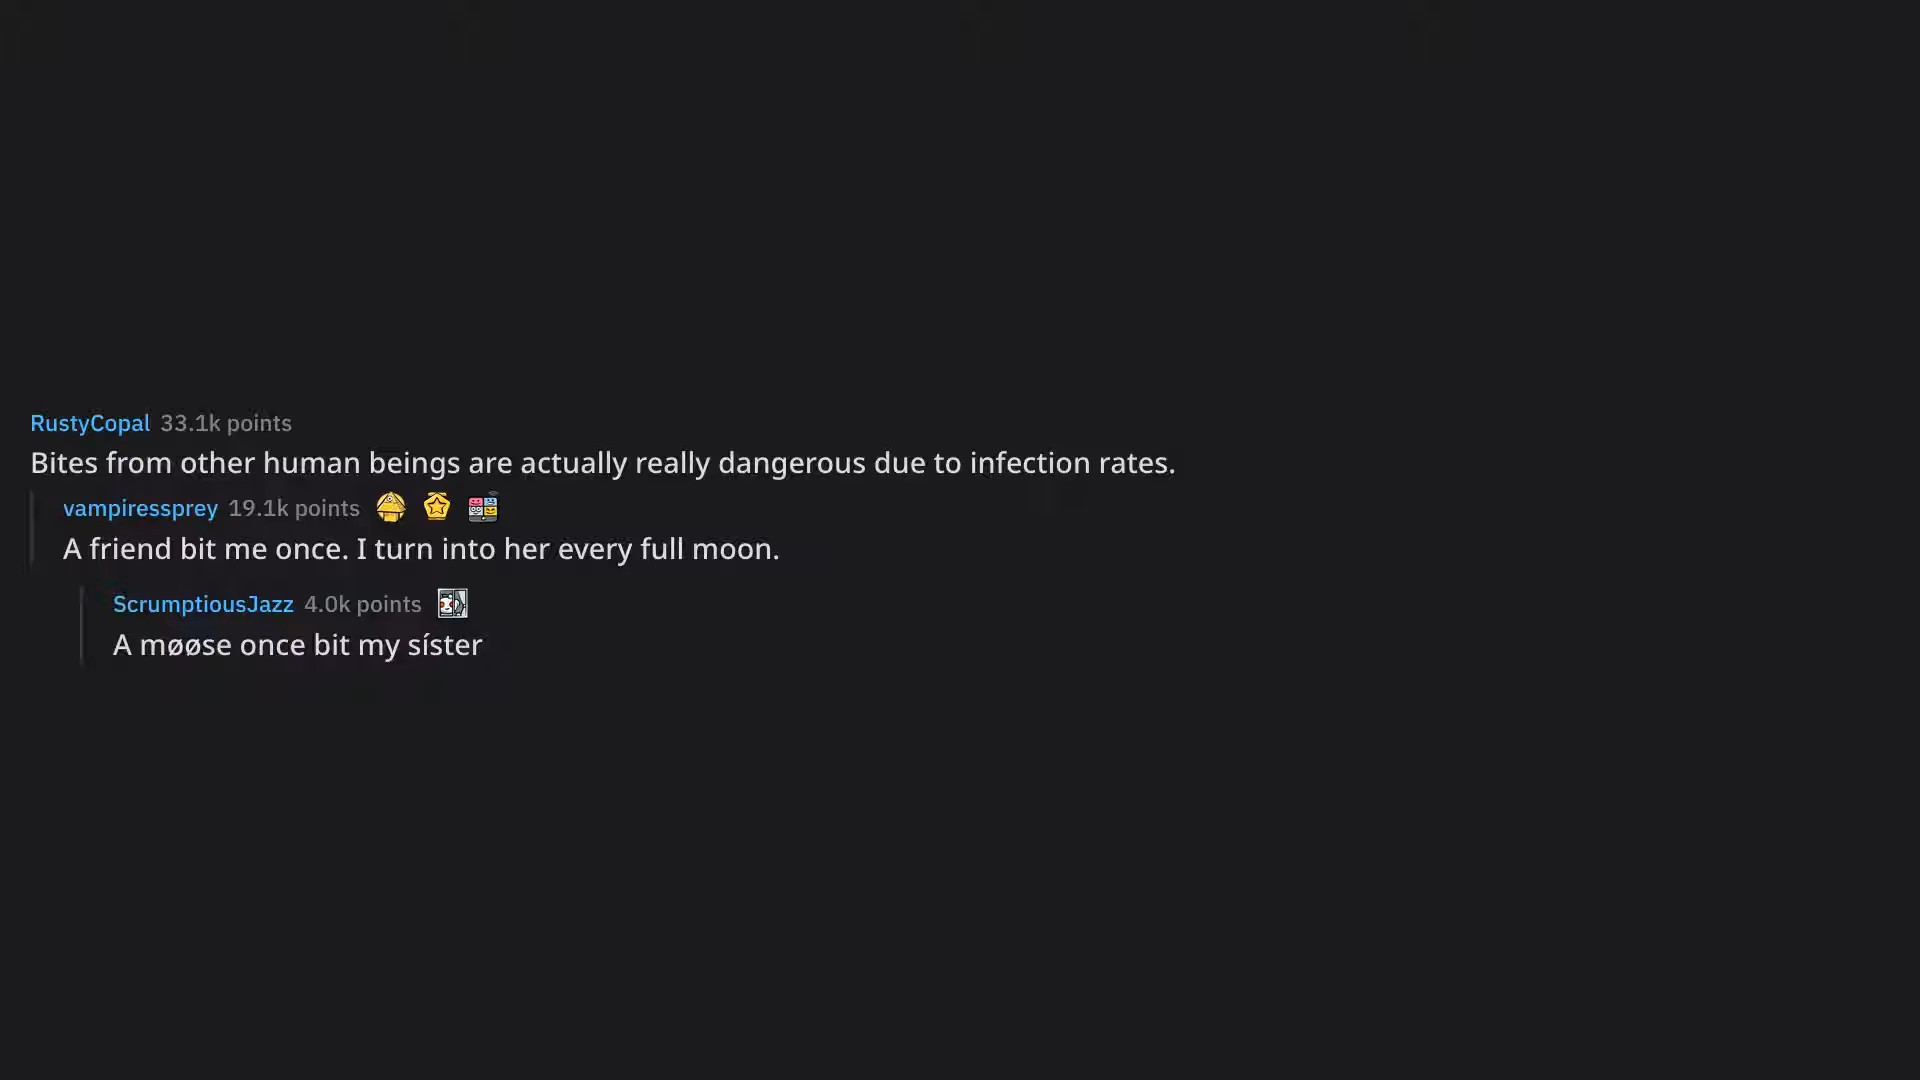 RustyCopal 33.1k points
Bites from other human beings are actually really dangerous due to infection rates.
vampiressprey 19.1k points
A friend bit me once. I turn into her every full moon.
ScrumptiousJazz 4.0k points
A møøse once bit my síster